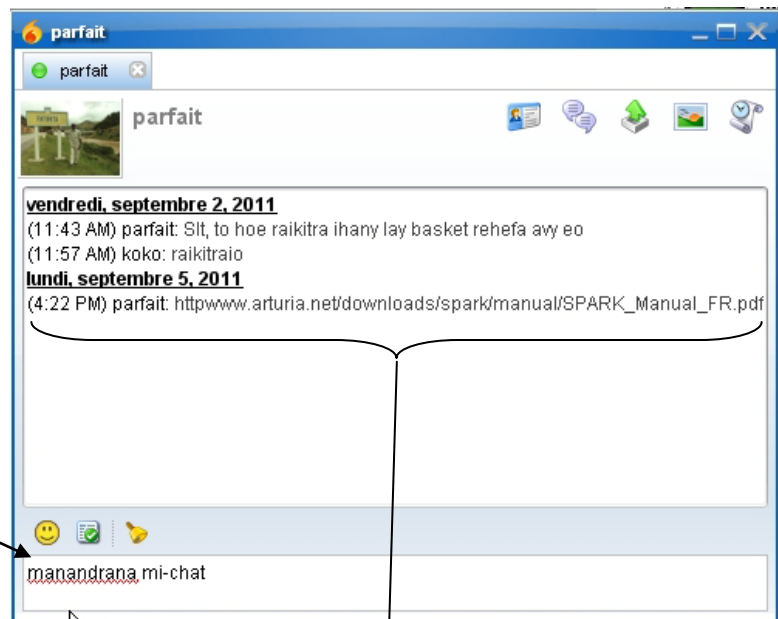 parfait
parfait
parfait
vendredi, septembre 2, 2011
(11:43 AM) parfait: Slt, to hoe raikitra ihany lay basket rehefa avy eo
(11:57 AM) koko: raikitraio
lundi, septembre 5, 2011
(4:22 PM) parfait: httpwww.arturia.net/downloads/spark/manual/SPARK_Manual_FR.pdf
manandrana mi-chat